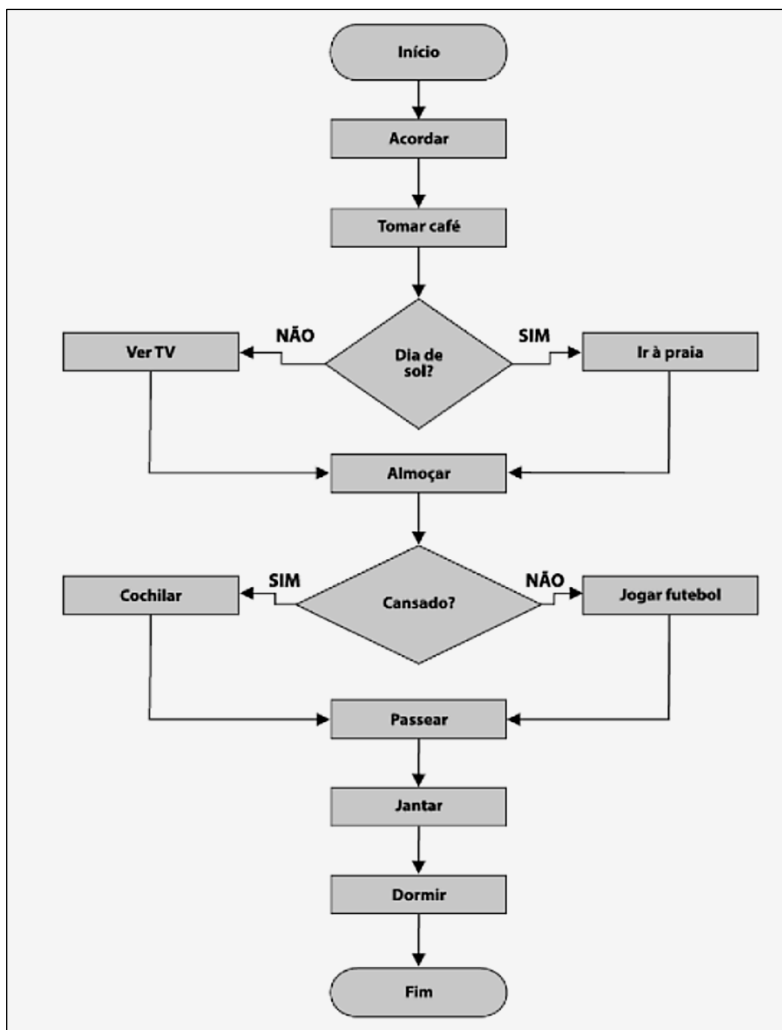 Início
Acordar
Tomar café
NÃO
SIM
Ver TV
Dia de
sol?
Ir à praia
Almoçar
SIM
NÃO
Cochilar
Cansado?
Jogar futebol
Passear
Jantar
Dormir
Fim